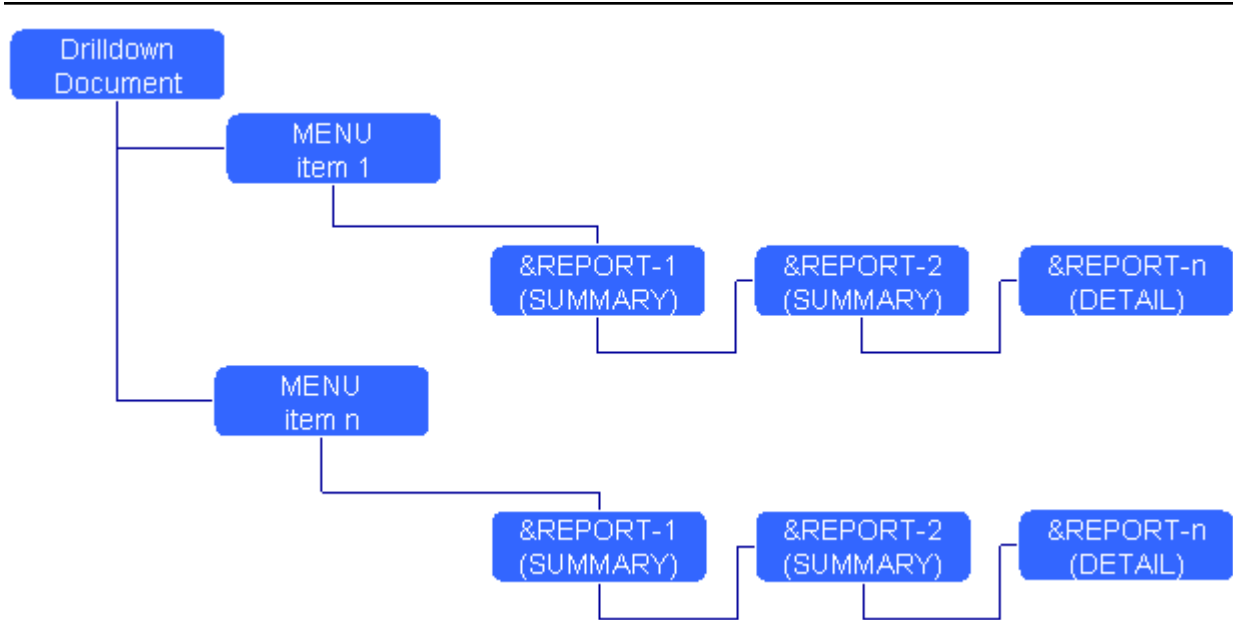 Drilldown
Document
MENU
item 1
&REPORT-1
(SUMMARY)
&REPORT-2
(SUMMARY)
&REPORT-n
(DETAIL)
MENU
item n
&REPORT-1
(SUMMARY)
&REPORT-2
(SUMMARY)
&REPORT-n
(DETAIL)